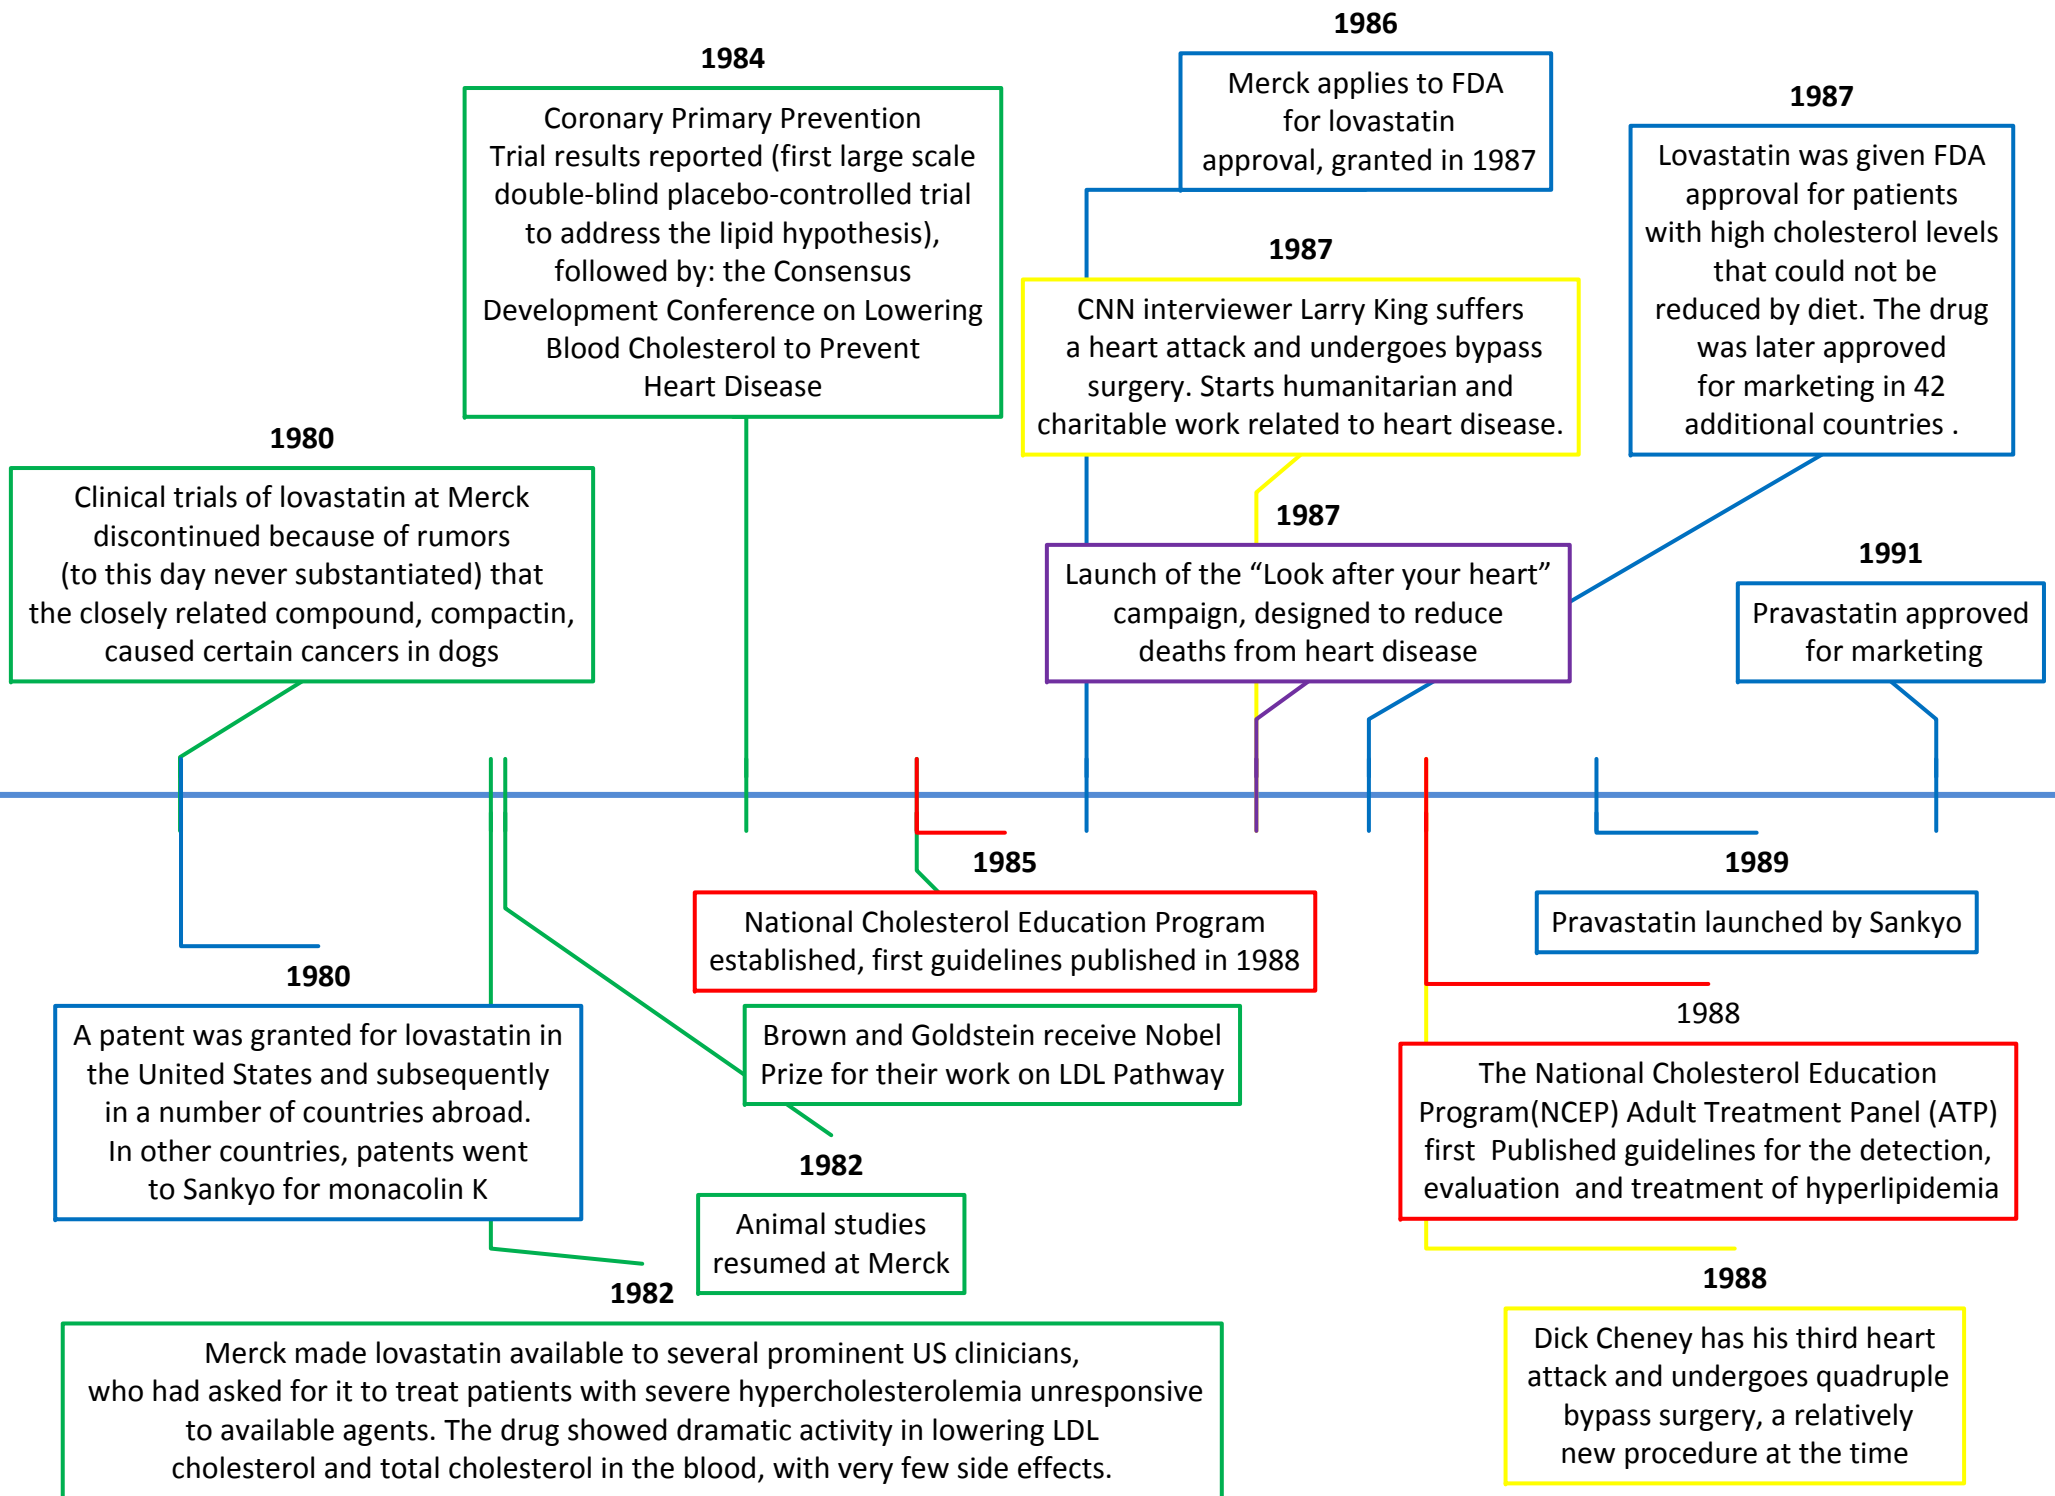 1986
Merck applies to FDA
for lovastatin
approval, granted in 1987
1984
Coronary Primary Prevention
Trial results reported (first large scale
double-blind placebo-controlled trial
to address the lipid hypothesis),
followed by: the Consensus
Development Conference on Lowering
Blood Cholesterol to Prevent
Heart Disease
1987
Lovastatin was given FDA
approval for patients
with high cholesterol levels
that could not be
reduced by diet. The drug
was later approved
for marketing in 42
additional countries .
1987
CNN interviewer Larry King suffers
a heart attack and undergoes bypass
surgery. Starts humanitarian and
charitable work related to heart disease.
1980
Clinical trials of lovastatin at Merck
discontinued because of rumors
(to this day never substantiated) that
the closely related compound, compactin,
caused certain cancers in dogs
1987
Launch of the “Look after your heart”
campaign, designed to reduce
deaths from heart disease
1991
Pravastatin approved
for marketing
1985
National Cholesterol Education Program
established, first guidelines published in 1988
1989
Pravastatin launched by Sankyo
1980
A patent was granted for lovastatin in
the United States and subsequently
in a number of countries abroad.
In other countries, patents went
to Sankyo for monacolin K
Brown and Goldstein receive Nobel
Prize for their work on LDL Pathway
1988
The National Cholesterol Education
Program(NCEP) Adult Treatment Panel (ATP)
first  Published guidelines for the detection,
evaluation  and treatment of hyperlipidemia
1982
Animal studies
resumed at Merck
1982
Merck made lovastatin available to several prominent US clinicians,
who had asked for it to treat patients with severe hypercholesterolemia unresponsive
to available agents. The drug showed dramatic activity in lowering LDL
cholesterol and total cholesterol in the blood, with very few side effects.
1988
Dick Cheney has his third heart
attack and undergoes quadruple
bypass surgery, a relatively
new procedure at the time